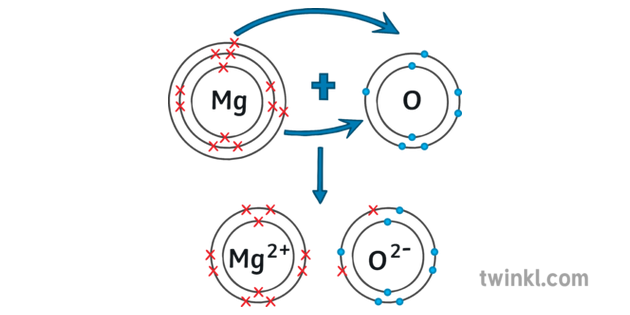 Mg + O
Mg²⁺ O²⁻
twinkl.com